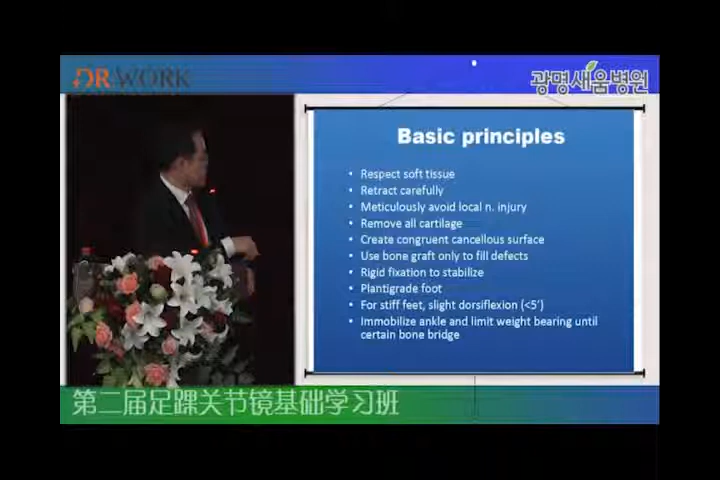 DR WORK
광명새움병원
Basic principles
• Respect soft tissue
• Retract carefully
• Meticulously avoid local n. injury
• Remove all cartilage
• Create congruent cancellous surface
• Use bone graft only to fill defects
• Rigid fixation to stabilize
• Plantigrade foot
• For stiff feet, slight dorsiflexion (<5’)
• Immobilize ankle and limit weight bearing until
certain bone bridge
第二届足踝关节镜基础学习班